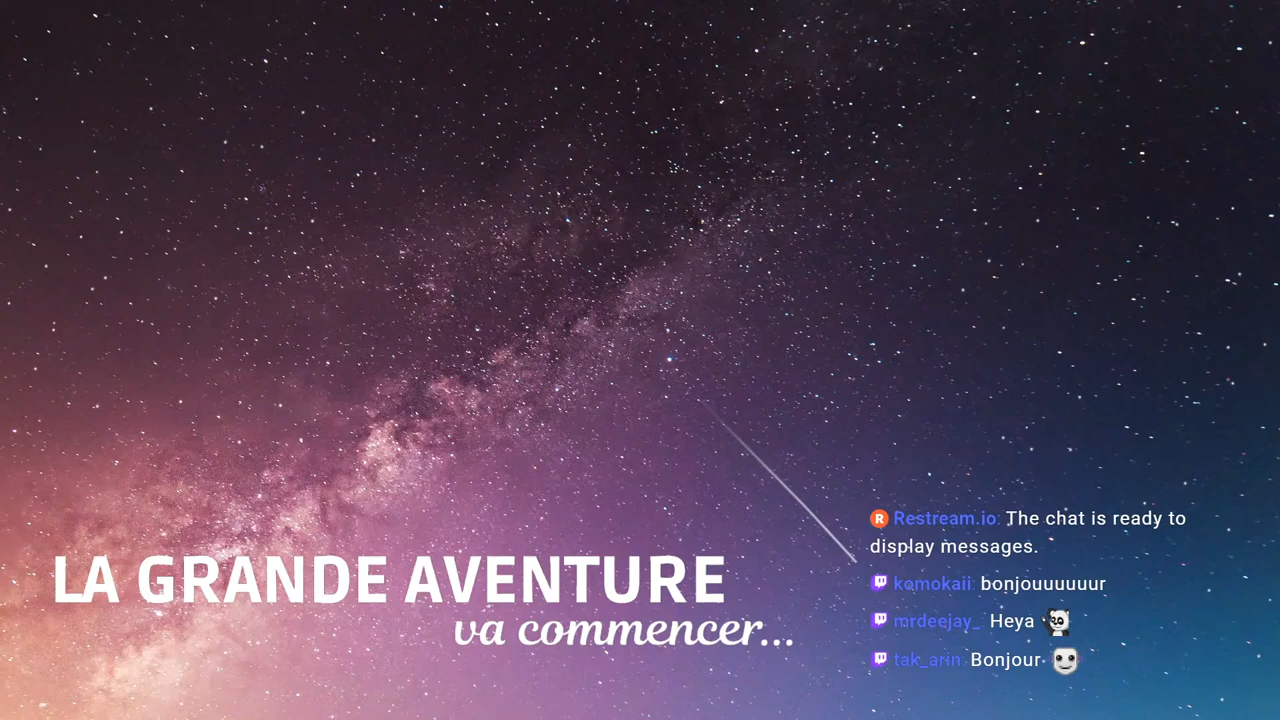 LA GRANDE AVENTURE
va commencer...
Restream.io: The chat is ready to
display messages.
komokaii: bonjouuuuuur
mrdeejay_: Heya
tak_arin: Bonjour